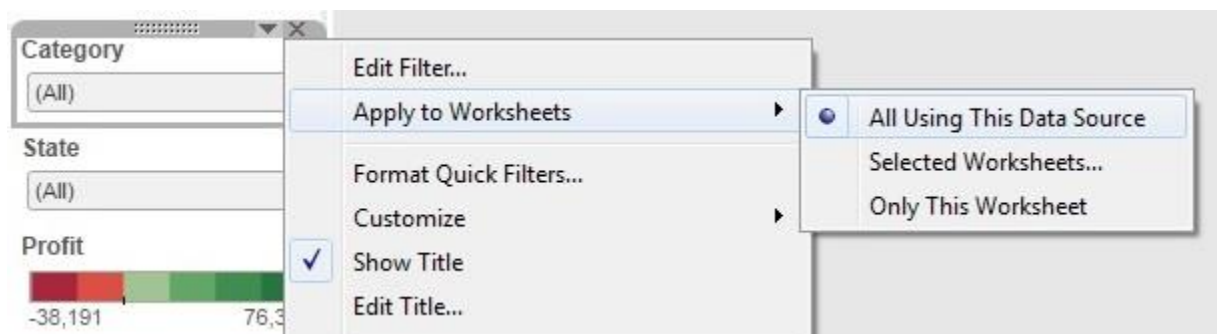 Category
(All)
State
(All)
Profit
-38,191
Edit Filter...
Apply to Worksheets
Format Quick Filters...
Customize
Show Title
Edit Title...
All Using This Data Source
Selected Worksheets...
Only This Worksheet